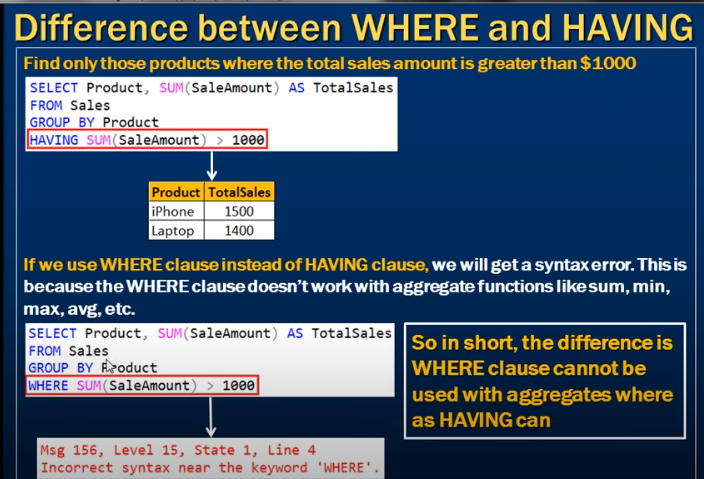 Difference between WHERE and HAVING
Find only those products where the total sales amount is greater than $1000
SELECT Product, SUM(SaleAmount) AS TotalSales
FROM Sales
GROUP BY Product
HAVING SUM(SaleAmount) > 1000
Product TotalSales
iPhone 1500
Laptop 1400
If we use WHERE clause instead of HAVING clause, we will get a syntax error. This is
because the WHERE clause doesn't work with aggregate functions like sum, min,
max, avg, etc.
SELECT Product, SUM(SaleAmount) AS TotalSales
FROM Sales
GROUP BY Product
WHERE SUM(SaleAmount) > 1000
So in short, the difference is
WHERE clause cannot be
used with aggregates where
as HAVING can
Msg 156, Level 15, State 1, Line 4
Incorrect syntax near the keyword 'WHERE'.